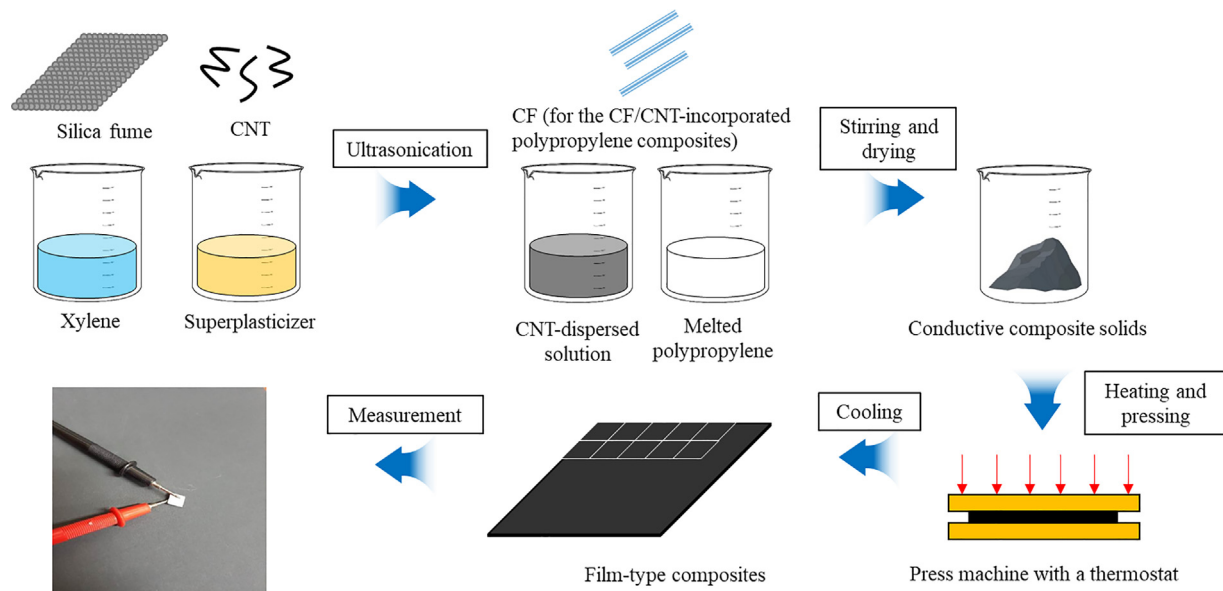 Silica fume
CNT
Ultrasonication
CF (for the CF/CNT-incorporated
polypropylene composites)
Stirring and
drying
Xylene
Superplasticizer
CNT-dispersed
solution
Melted
polypropylene
Conductive composite solids
Measurement
Cooling
Heating and
pressing
Film-type composites
Press machine with a thermostat